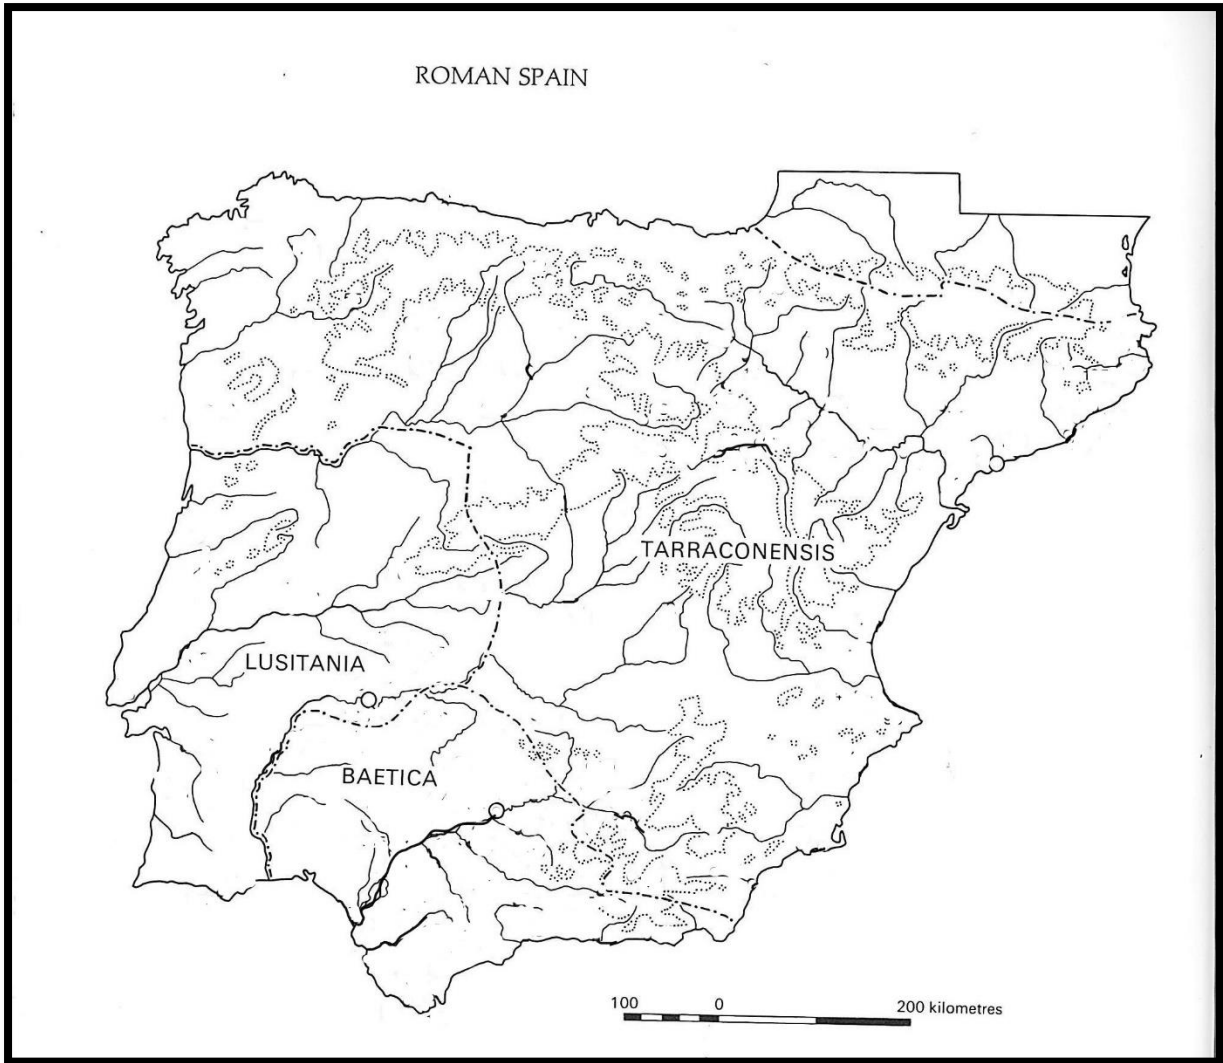 ROMAN SPAIN
TARRACONENSIS
LUSITANIA
BAETICA
100 0 200 kilometres